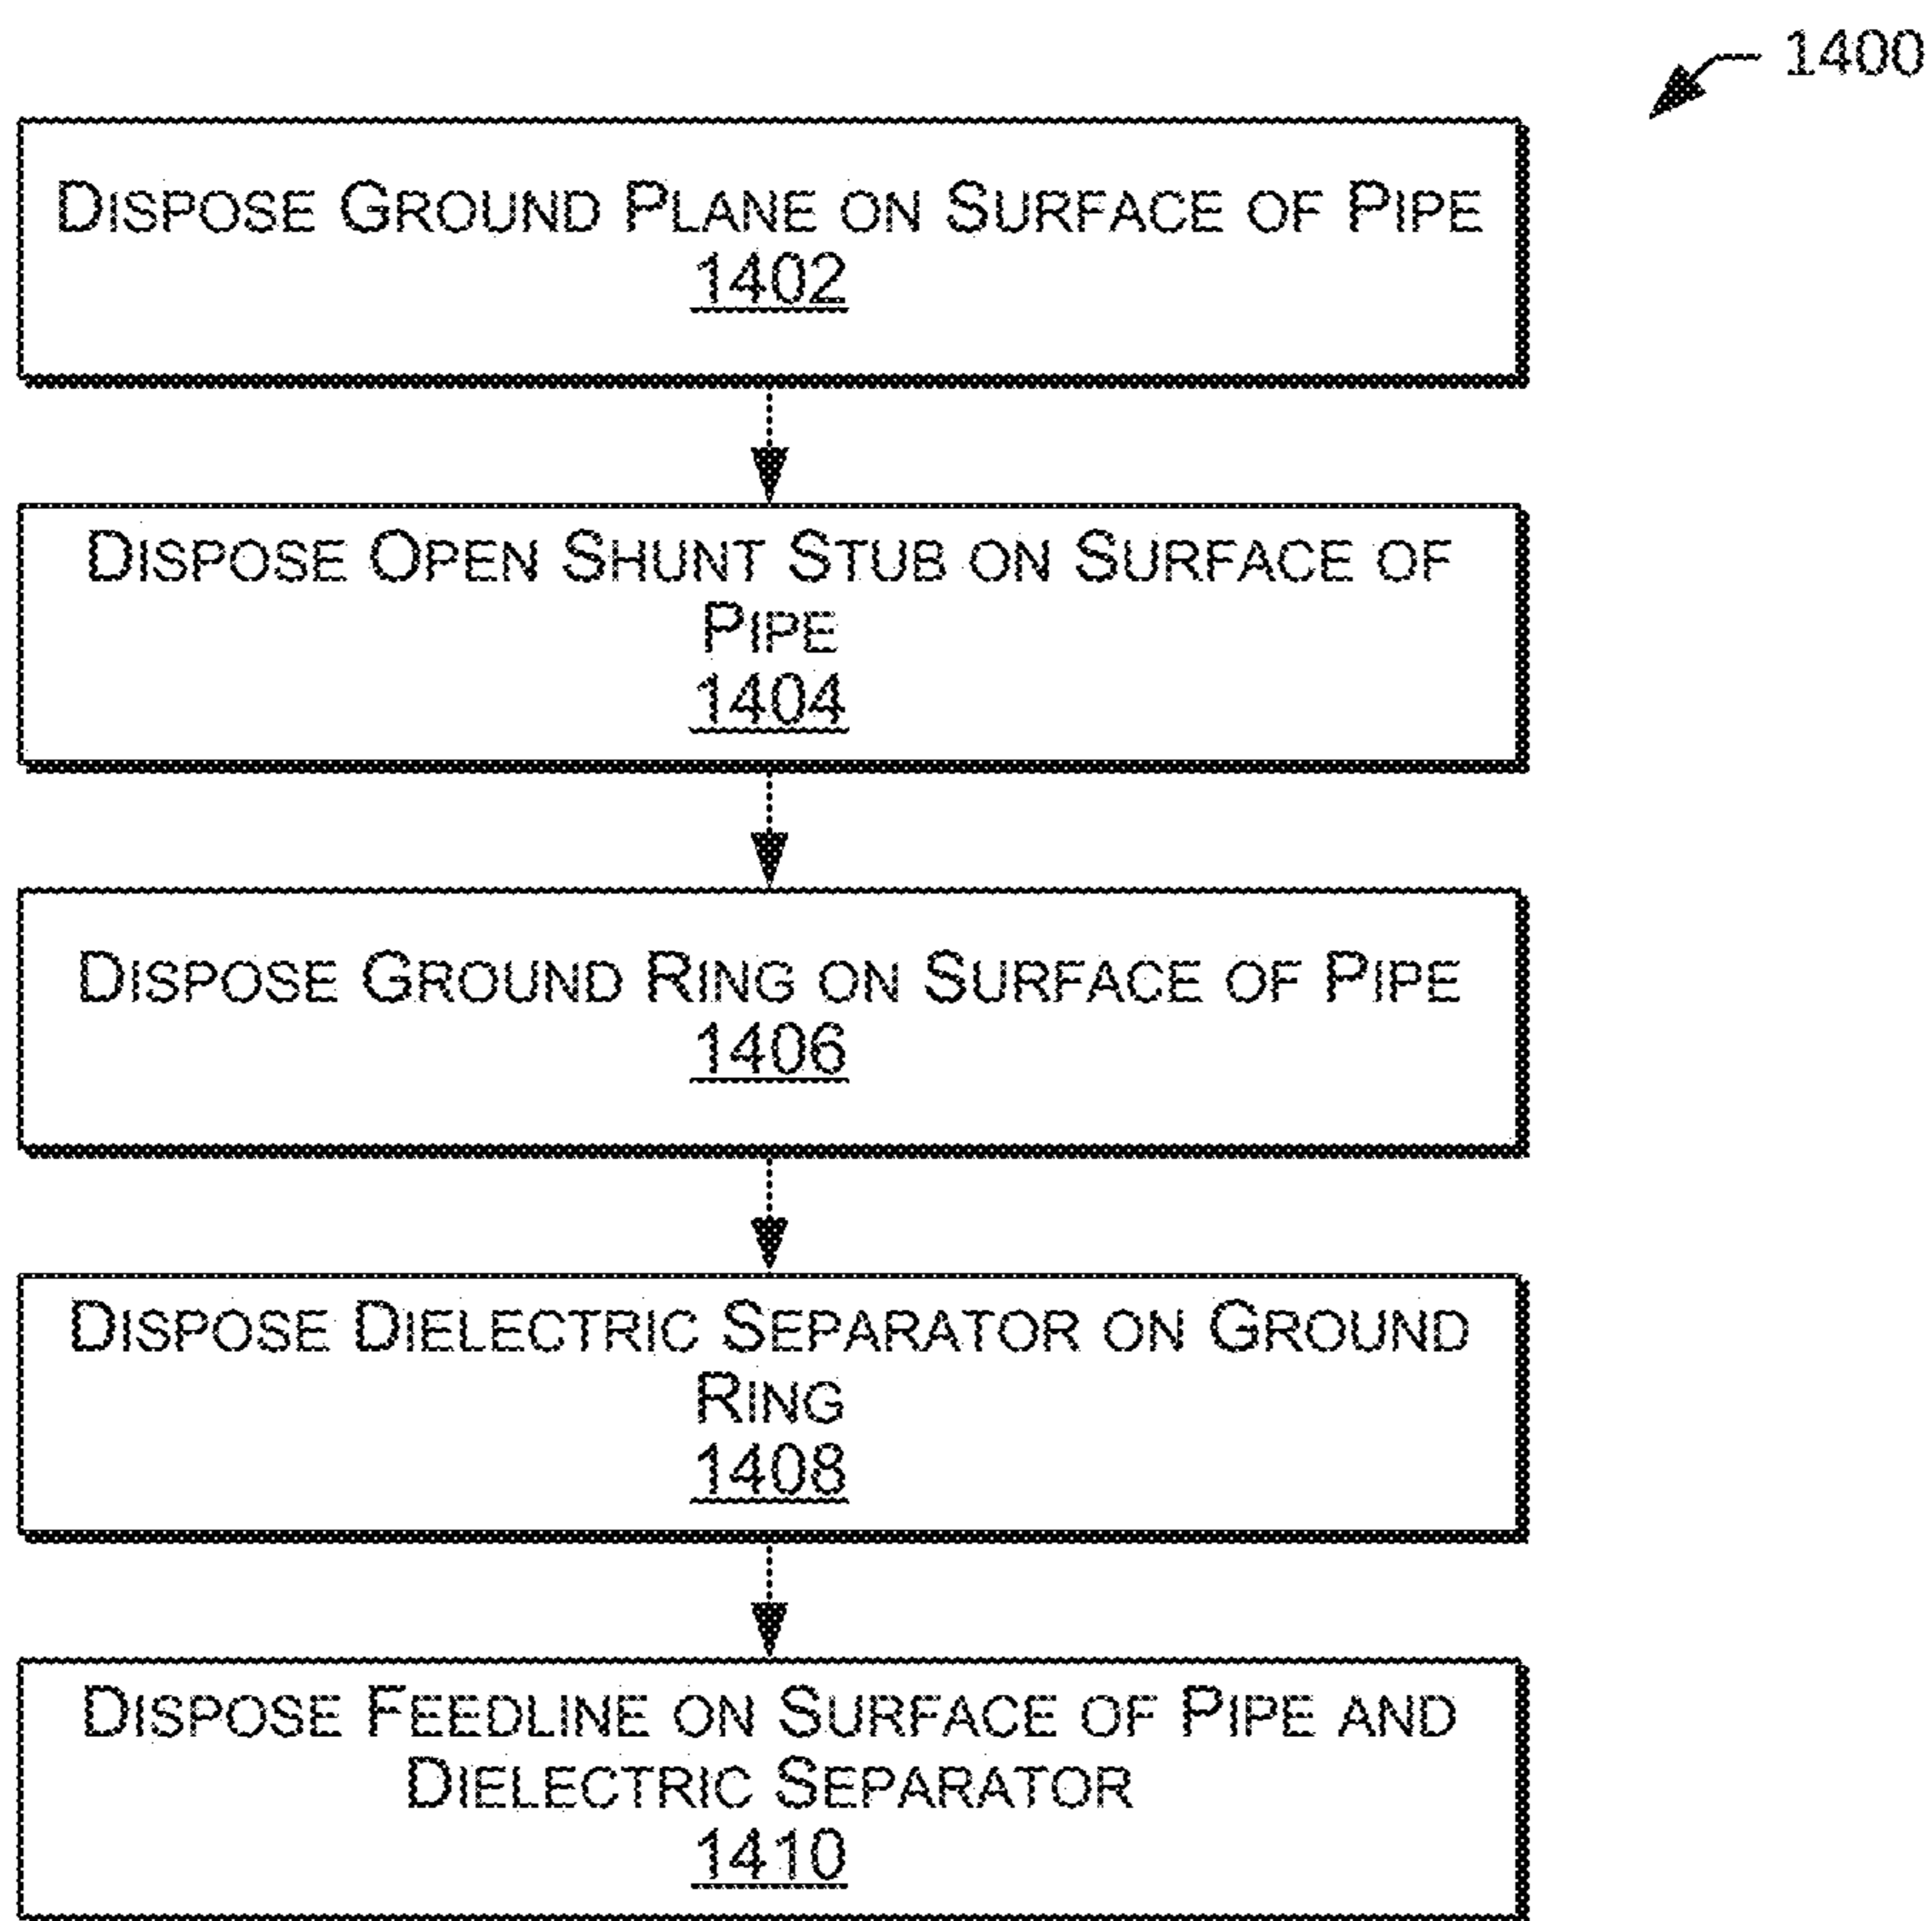 1400
DISPOSE GROUND PLANE ON SURFACE OF PIPE
1402
DISPOSE OPEN SHUNT STUB ON SURFACE OF
PIPE
1404
DISPOSE GROUND RING ON SURFACE OF PIPE
1406
DISPOSE DIELECTRIC SEPARATOR ON GROUND
RING
1408
DISPOSE FEEDLINE ON SURFACE OF PIPE AND
DIELECTRIC SEPARATOR
1410